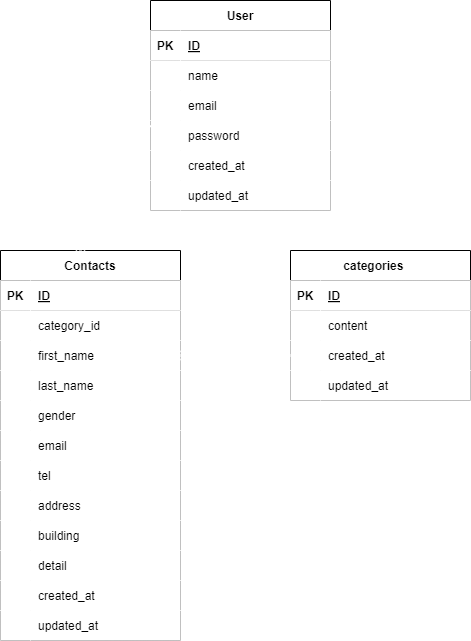 User
PK ID
name
email
password
created_at
updated_at
Contacts
PK ID
category_id
first_name
last_name
gender
email
tel
address
building
detail
created_at
updated_at
categories
PK ID
content
created_at
updated_at